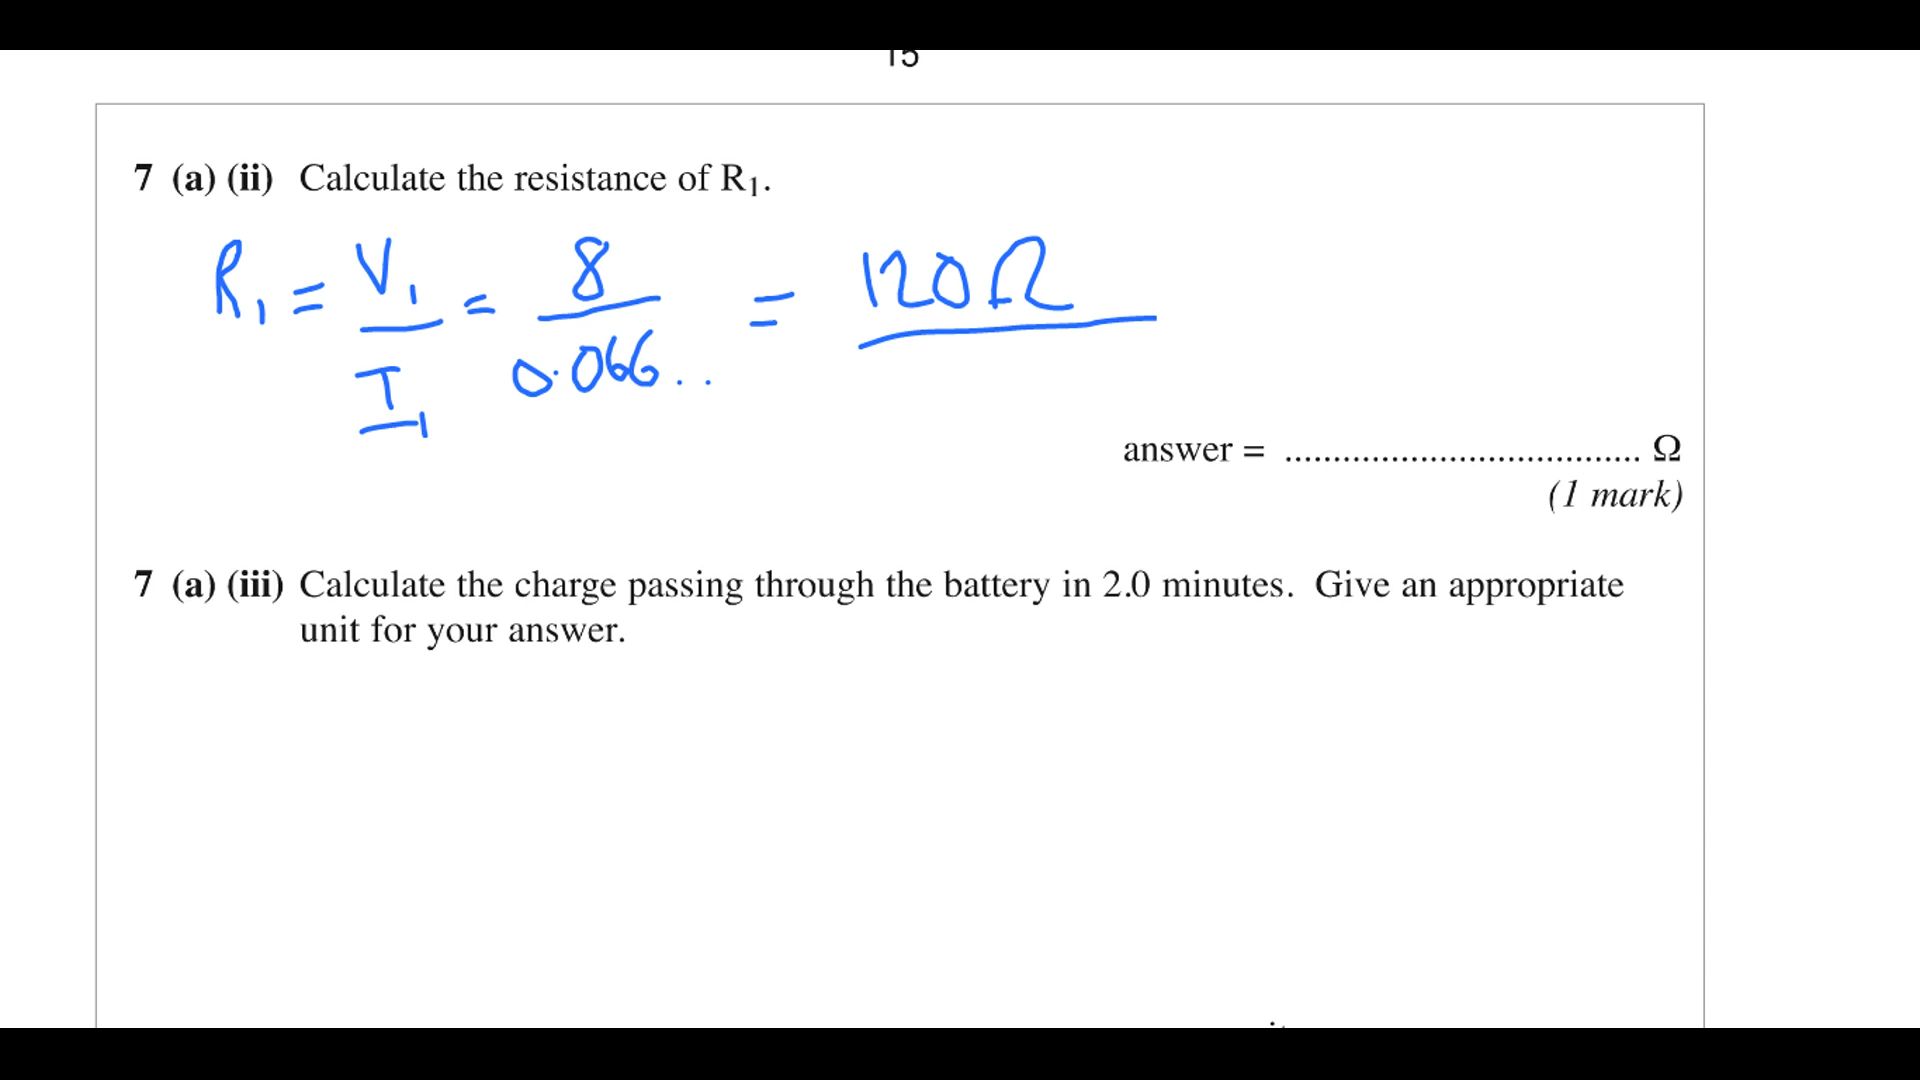 15
7 (a) (ii) Calculate the resistance of R₁.
R₁ = V₁ / I₁ = 8 / 0.066.. = 120Ω
answer = ..................................... Ω
(1 mark)
7 (a) (iii) Calculate the charge passing through the battery in 2.0 minutes. Give an appropriate
unit for your answer.